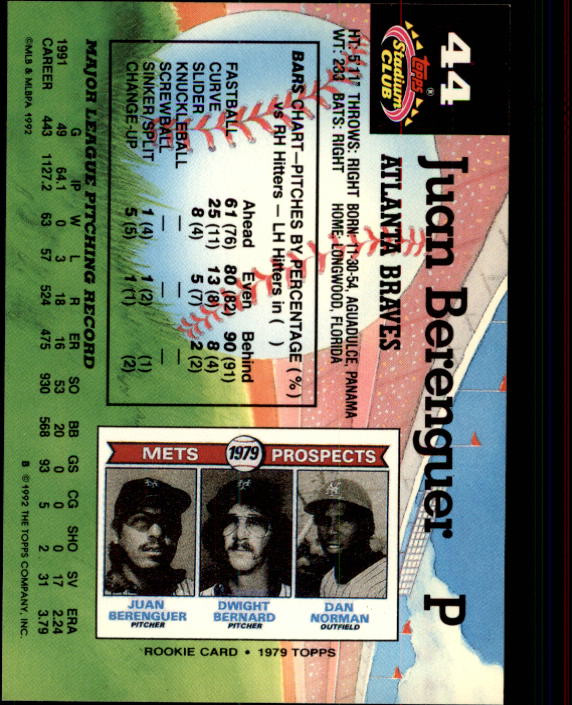 44
Topps®
Stadium
CLUB
Juan Berenguer P
ATLANTA BRAVES
HT: 5'11" THROWS: RIGHT BORN 11-30-54, AGUADULCE, PANAMA
WT: 233 BATS: RIGHT HOME: LONGWOOD, FLORIDA
BARS CHART—PITCHES BY PERCENTAGE (%)
vs RH Hitters — LH Hitters in ( )
Ahead Even Behind
FASTBALL 61 (76) 80 (82) 90 (91)
CURVE 25 (11) 13 (8) 8 (4)
SLIDER 8 (4) 5 (7) 2 (2)
KNUCKLEBALL — — —
SCREWBALL — — —
SINKER/SPLIT 1 (4) 1 (2) (1)
CHANGE-UP 5 (5) 1 (1) (2)
METS 1979 PROSPECTS
JUAN
BERENGUER
PITCHER
DWIGHT
BERNARD
PITCHER
DAN
NORMAN
OUTFIELD
ROOKIE CARD • 1979 TOPPS
MAJOR LEAGUE PITCHING RECORD
G IP W L R ER SO BB GS CG SHO SV ERA
1991 49 64.1 0 3 18 16 53 20 0 0 0 17 2.24
CAREER 443 1127.2 63 57 524 475 930 568 93 5 2 31 3.79
©MLB & MLBPA 1992 B ©1992 THE TOPPS COMPANY, INC.